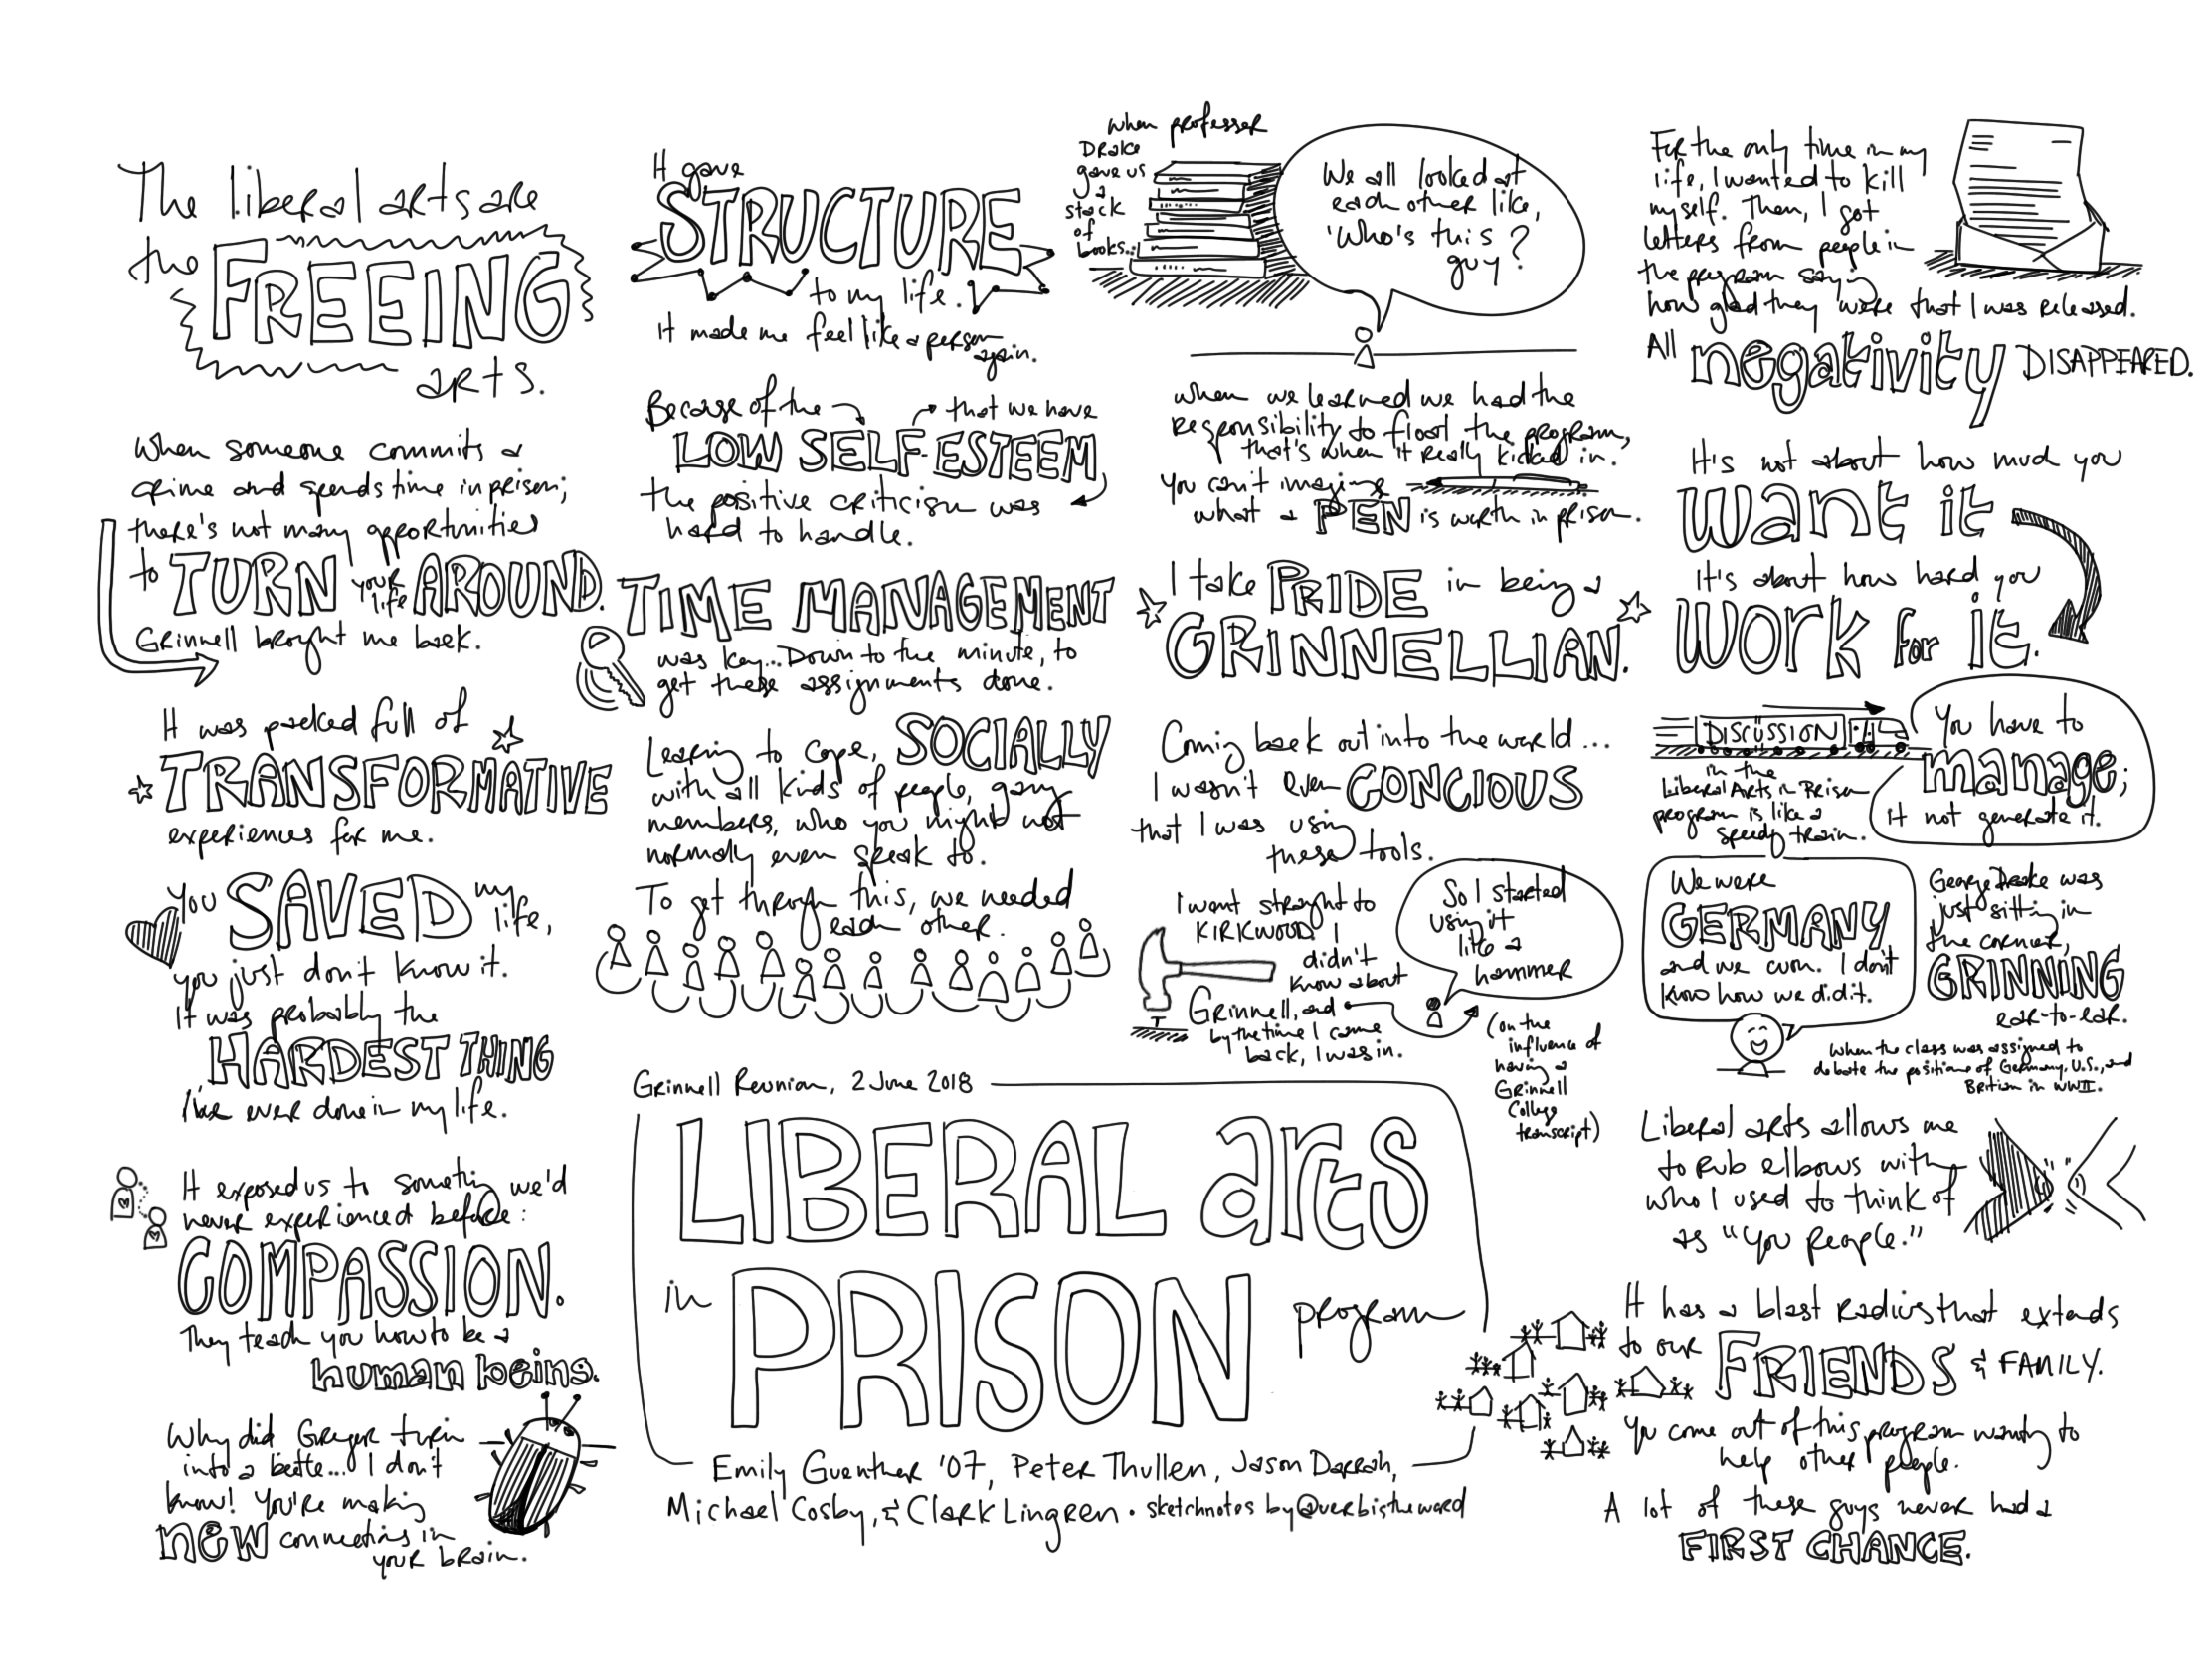 The liberal arts are
the FREEING
arts.
When someone commits a
crime and spends time in prison,
there's not many opportunities
to TURN your life AROUND.
Grinnell brought me back.
It was packed full of
TRANSFORMATIVE
experiences for me.
You SAVED my life,
you just don't know it.
It was probably the
HARDEST THING
I've ever done in my life.
It exposed us to something we'd
never experienced before:
COMPASSION.
They teach you how to be a
human being.
Why did Gregor turn
into a beetle... I don't
know! You're making
new connections in
your brain.
It gave
STRUCTURE
to my life.
It made me feel like a person
again.
Because of the
LOW SELF-ESTEEM
that we have
the positive criticism was
hard to handle.
TIME MANAGEMENT
was key... Down to the minute, to
get these assignments done.
Learning to cope, SOCIALLY
with all kinds of people, gang
members, who you might not
normally even speak to.
To get through this, we needed
each other.
When professor
Drake
gave us
a
stack
of
books...
We all looked at
each other like,
'Who's this
guy?
When we learned we had the
responsibility to float the program,
that's when it really kicked in.
You can't imagine
what a PEN is worth in prison.
I take PRIDE in being a
GRINNELLIAN.
Coming back out into the world...
I wasn't even CONCIOUS
that I was using
these tools.
I went straight to
KIRKWOOD. I
didn't
know about
Grinnell, and
by the time I came
back, I was in.
So I started
using it
like a
hammer
(on the
influence of
having a
Grinnell
College
transcript)
For the only time in my
life, I wanted to kill
myself. Then, I got
letters from people in
the program saying
how glad they were that I was released.
All negativity DISAPPEARED.
It's not about how much you
want it
It's about how hard you
work for it.
DISCUSSION
in the
Liberal Arts in Prison
program is like a
speedy train.
You have to
manage;
it not generate it.
We were
GERMANY
and we won. I don't
know how we did it.
George Drake was
just sitting in
the corner,
GRINNING
ear-to-ear.
When the class was assigned to
debate the positions of Germany, U.S., and
Britian in WWII.
Liberal arts allows me
to rub elbows with
who I used to think of
as "you people."
It has a blast radius that extends
to our FRIENDS & FAMILY.
You come out of this program wanting to
help other people.
A lot of these guys never had a
FIRST CHANCE.
Grinnell Reunion, 2 June 2018
LIBERAL arts
in PRISON program
Emily Guenther '07, Peter Thullen, Jason Darrah,
Michael Cosby, & Clark Lingren • sketchnotes by @verbistheword